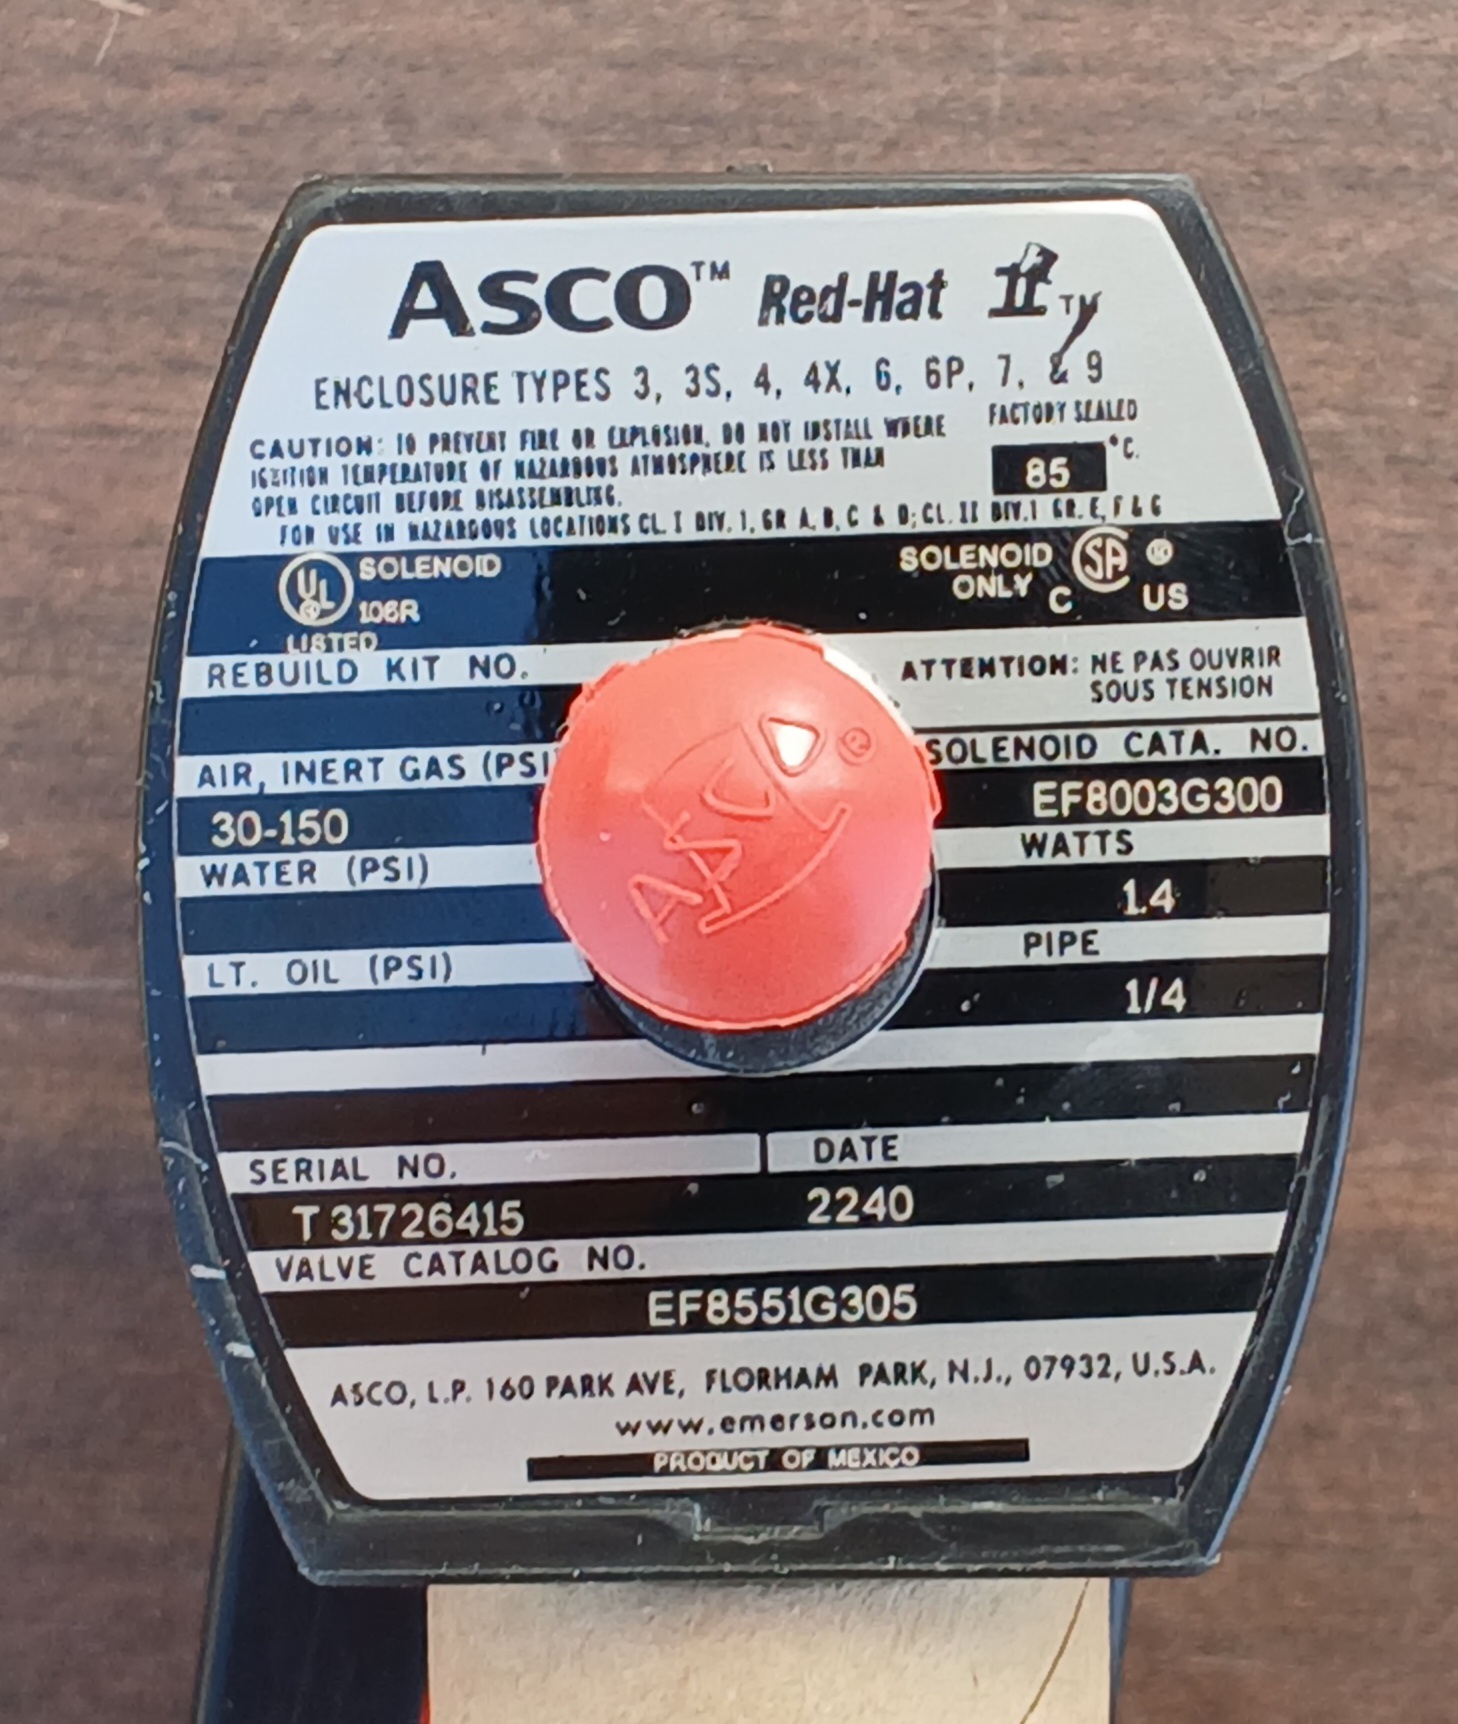 ASCO™ Red-Hat II™
ENCLOSURE TYPES 3, 3S, 4, 4X, 6, 6P, 7, & 9
CAUTION: TO PREVENT FIRE OR EXPLOSION, DO NOT INSTALL WHERE
IGNITION TEMPERATURE OF HAZARDOUS ATMOSPHERE IS LESS THAN
OPEN CIRCUIT BEFORE DISASSEMBLING.
FACTORY SEALED
85 °C.
FOR USE IN HAZARDOUS LOCATIONS CL. I DIV. 1, GR A, B, C & D; CL. II DIV.1 GR. E, F & G
UL ® SOLENOID
106R
LISTED
SOLENOID
ONLY
C SA ® US
REBUILD KIT NO.
ATTENTION: NE PAS OUVRIR
SOUS TENSION
AIR, INERT GAS (PSI
30-150
WATER (PSI)
LT. OIL (PSI)
ASCO ®
SOLENOID CATA. NO.
EF8003G300
WATTS
1.4
PIPE
1/4
SERIAL NO.
T 31726415
DATE
2240
VALVE CATALOG NO.
EF8551G305
ASCO, L.P. 160 PARK AVE, FLORHAM PARK, N.J., 07932, U.S.A.
www.emerson.com
PRODUCT OF MEXICO